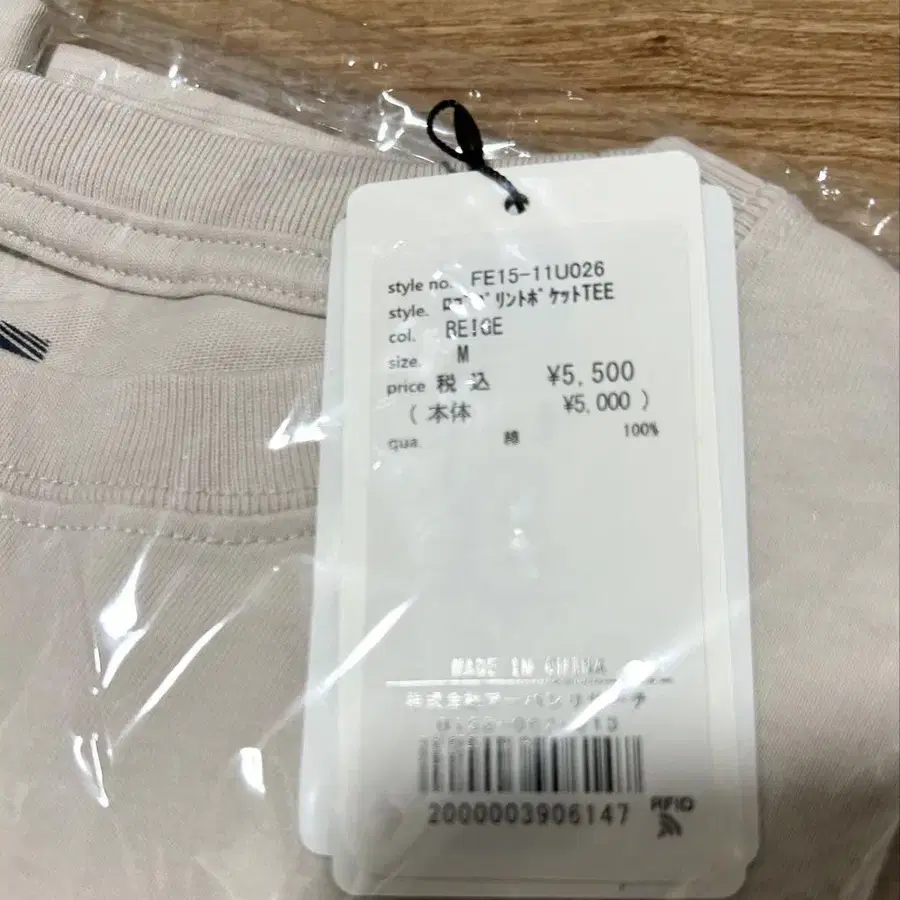 style no. FE15-11U026
style. ロゴプリントポケットTEE
col. BEIGE
size. M
price 税込 ¥5,500
(本体 ¥5,000 )
qua. 綿 100%
MADE IN CHINA
株式会社アーバンリサーチ
2000003906147
RFID